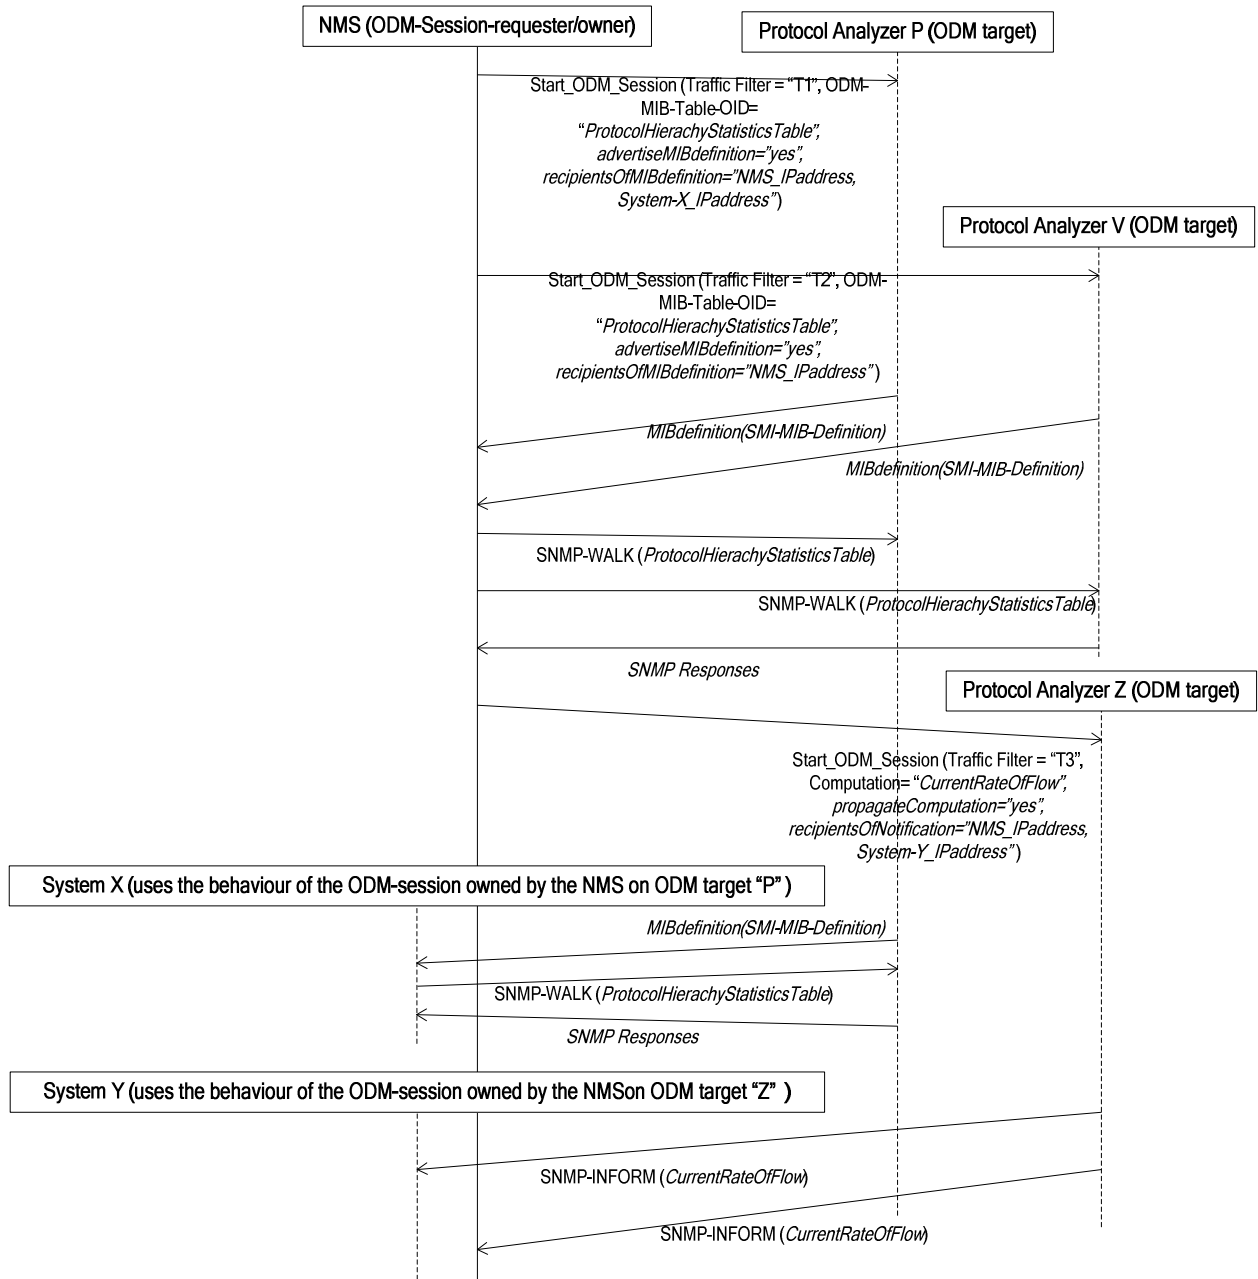 NMS (ODM-Session-requester/owner)
Protocol Analyzer P (ODM target)
Start_ODM_Session (Traffic Filter = “T1”, ODM-
MIB-Table-OID=
“ProtocolHierachyStatisticsTable”,
advertiseMIBdefinition=”yes”,
recipientsOfMIBdefinition=”NMS_IPaddress,
System-X_IPaddress”)
Protocol Analyzer V (ODM target)
Start_ODM_Session (Traffic Filter = “T2”, ODM-
MIB-Table-OID=
“ProtocolHierachyStatisticsTable”,
advertiseMIBdefinition=”yes”,
recipientsOfMIBdefinition=”NMS_IPaddress”)
MIBdefinition(SMI-MIB-Definition)
MIBdefinition(SMI-MIB-Definition)
SNMP-WALK (ProtocolHierachyStatisticsTable)
SNMP-WALK (ProtocolHierachyStatisticsTable)
SNMP Responses
Protocol Analyzer Z (ODM target)
Start_ODM_Session (Traffic Filter = “T3”,
Computation= “CurrentRateOfFlow”,
propagateComputation=”yes”,
recipientsOfNotification=”NMS_IPaddress,
System-Y_IPaddress”)
System X (uses the behaviour of the ODM-session owned by the NMS on ODM target “P” )
MIBdefinition(SMI-MIB-Definition)
SNMP-WALK (ProtocolHierachyStatisticsTable)
SNMP Responses
System Y (uses the behaviour of the ODM-session owned by the NMSon ODM target “Z” )
SNMP-INFORM (CurrentRateOfFlow)
SNMP-INFORM (CurrentRateOfFlow)